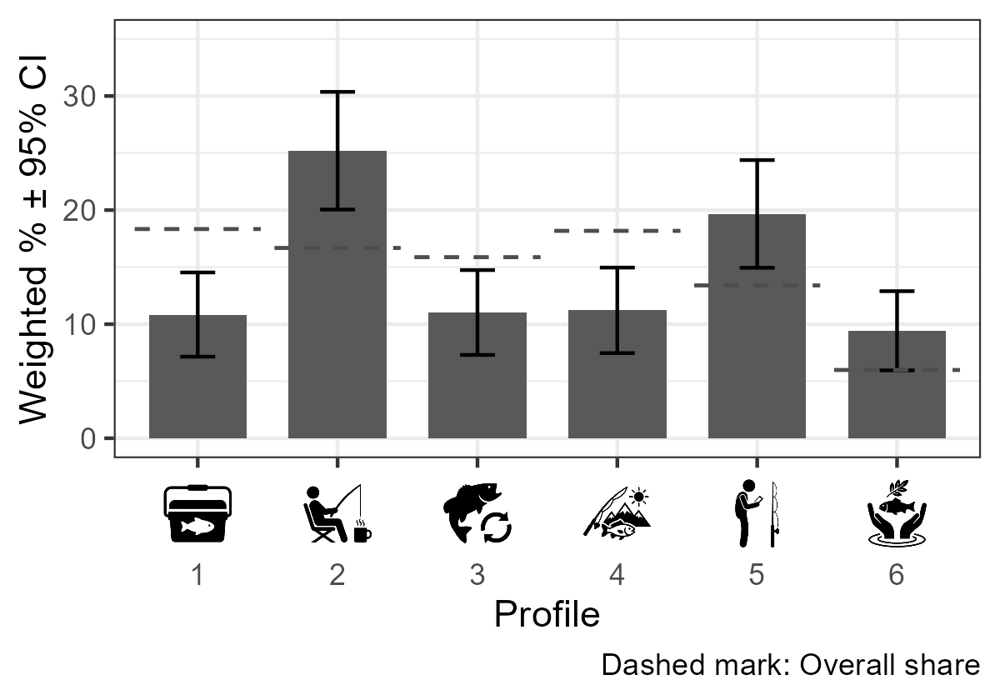 Weighted % ± 95% CI
30
20
10
0
1 2 3 4 5 6
Profile
Dashed mark: Overall share